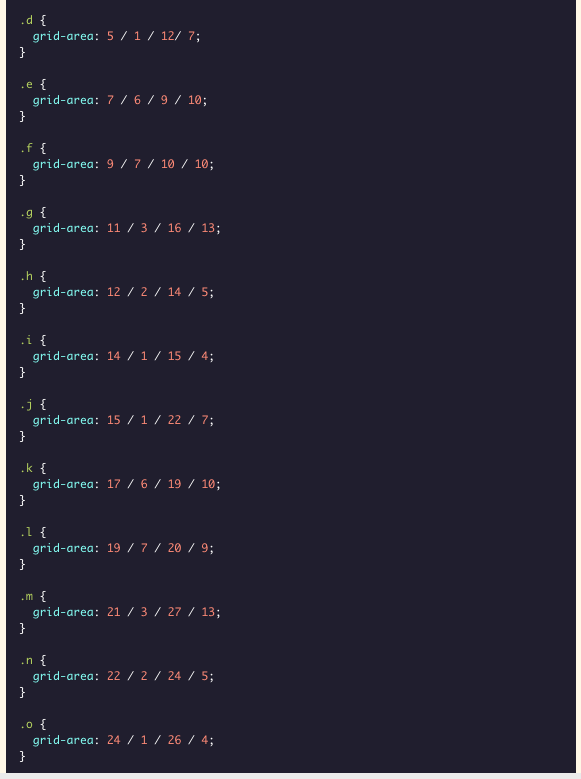 .d {
  grid-area: 5 / 1 / 12/ 7;
}
.e {
  grid-area: 7 / 6 / 9 / 10;
}
.f {
  grid-area: 9 / 7 / 10 / 10;
}
.g {
  grid-area: 11 / 3 / 16 / 13;
}
.h {
  grid-area: 12 / 2 / 14 / 5;
}
.i {
  grid-area: 14 / 1 / 15 / 4;
}
.j {
  grid-area: 15 / 1 / 22 / 7;
}
.k {
  grid-area: 17 / 6 / 19 / 10;
}
.l {
  grid-area: 19 / 7 / 20 / 9;
}
.m {
  grid-area: 21 / 3 / 27 / 13;
}
.n {
  grid-area: 22 / 2 / 24 / 5;
}
.o {
  grid-area: 24 / 1 / 26 / 4;
}